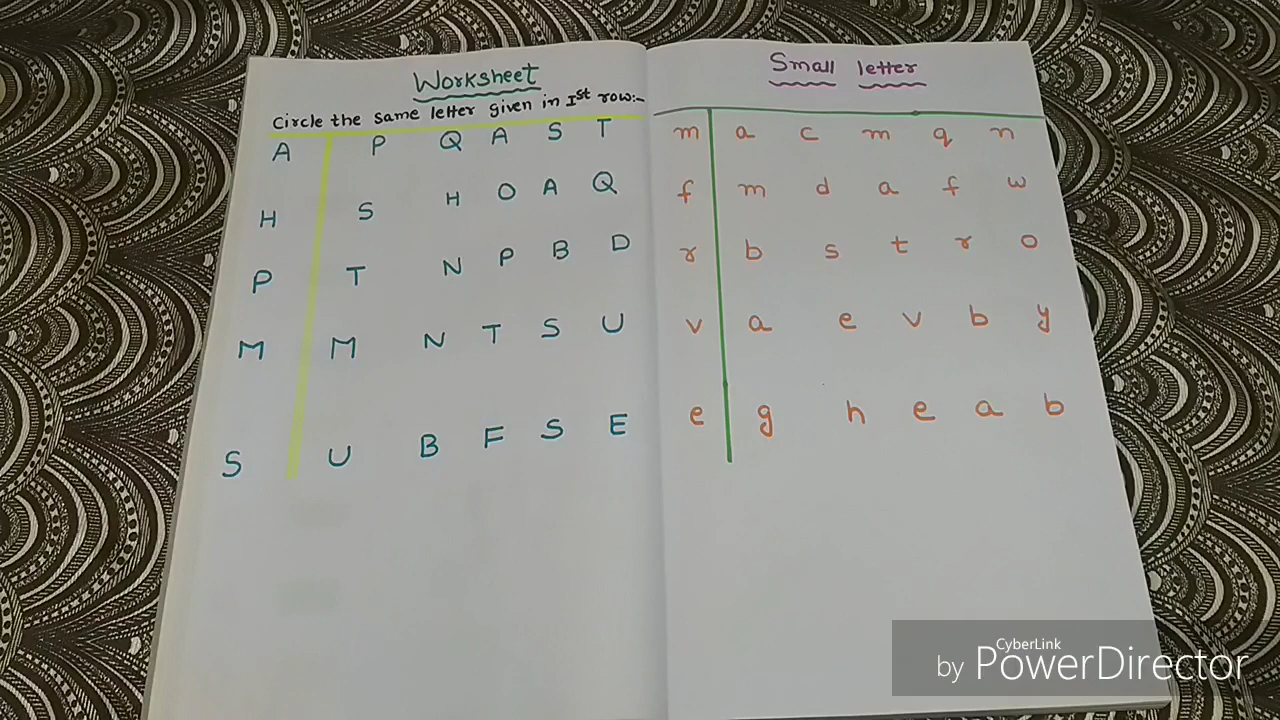 Worksheet
Circle the same letter given in Ist row:-
A P Q A S T
H S H O A Q
P T N P B D
M M N T S U
S U B F S E
Small letter
m a c m q n
f m d a f w
r b s t r o
v a e v b y
e g h e a b
CyberLink
by PowerDirector